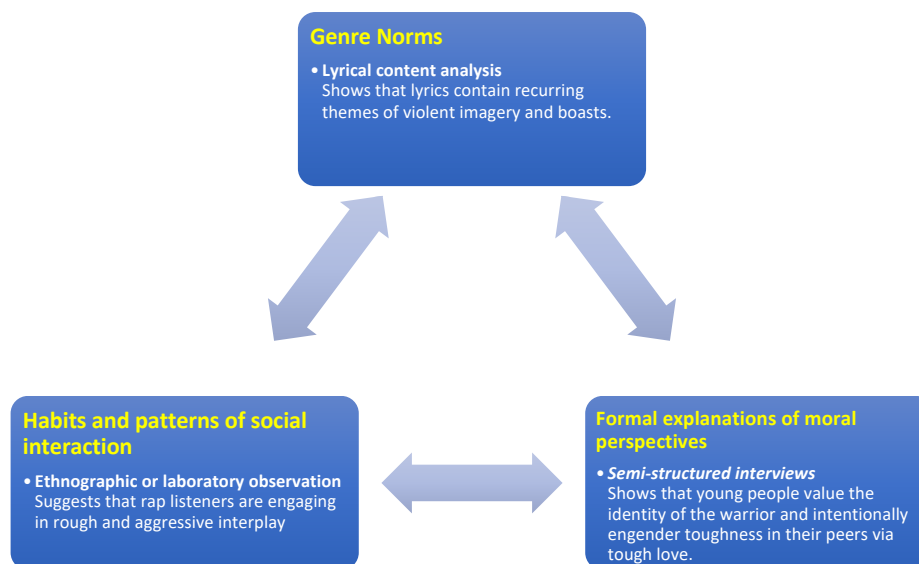 Genre Norms
• Lyrical content analysis
Shows that lyrics contain recurring
themes of violent imagery and boasts.
Habits and patterns of social
interaction
• Ethnographic or laboratory observation
Suggests that rap listeners are engaging
in rough and aggressive interplay
Formal explanations of moral
perspectives
• Semi-structured interviews
Shows that young people value the
identity of the warrior and intentionally
engender toughness in their peers via
tough love.